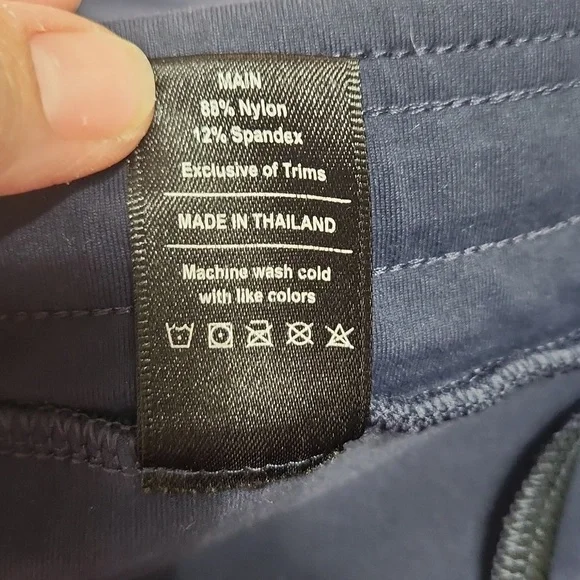 MAIN
88% Nylon
12% Spandex
Exclusive of Trims
MADE IN THAILAND
Machine wash cold
with like colors